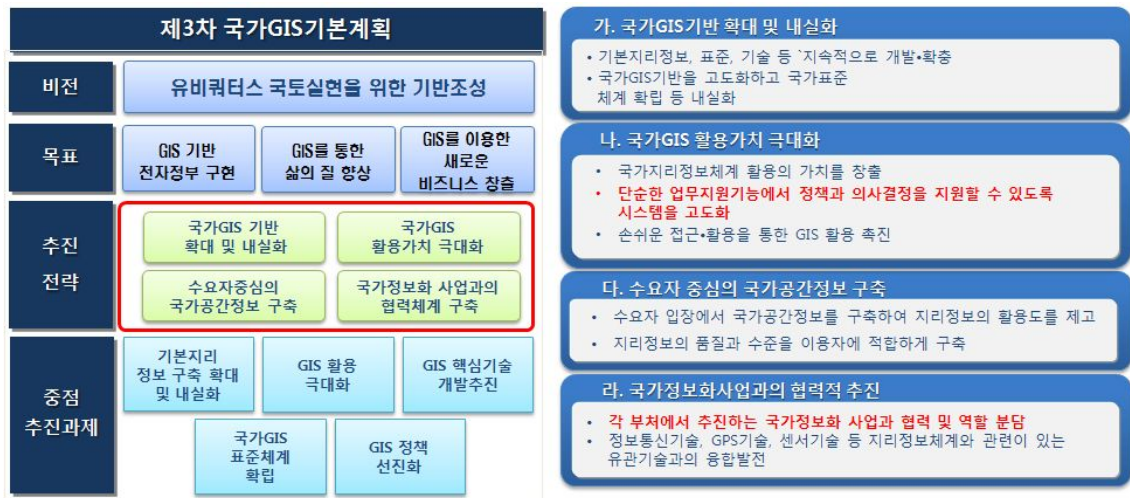 제3차 국가GIS기본계획
비전
유비쿼터스 국토실현을 위한 기반조성
목표
GIS 기반
전자정부 구현
GIS를 통한
삶의 질 향상
GIS를 이용한
새로운
비즈니스 창출
추진
전략
국가GIS 기반
확대 및 내실화
국가GIS
활용가치 극대화
수요자중심의
국가공간정보 구축
국가정보화 사업과의
협력체계 구축
중점
추진과제
기본지리
정보 구축 확대
및 내실화
GIS 활용
극대화
GIS 핵심기술
개발추진
국가GIS
표준체계
확립
GIS 정책
선진화
가. 국가GIS기반 확대 및 내실화
• 기본지리정보, 표준, 기술 등 `지속적으로 개발•확충
• 국가GIS기반을 고도화하고 국가표준
체계 확립 등 내실화
나. 국가GIS 활용가치 극대화
• 국가지리정보체계 활용의 가치를 창출
• 단순한 업무지원기능에서 정책과 의사결정을 지원할 수 있도록
시스템을 고도화
• 손쉬운 접근•활용을 통한 GIS 활용 촉진
다. 수요자 중심의 국가공간정보 구축
• 수요자 입장에서 국가공간정보를 구축하여 지리정보의 활용도를 제고
• 지리정보의 품질과 수준을 이용자에 적합하게 구축
라. 국가정보화사업과의 협력적 추진
• 각 부처에서 추진하는 국가정보화 사업과 협력 및 역할 분담
• 정보통신기술, GPS기술, 센서기술 등 지리정보체계와 관련이 있는
유관기술과의 융합발전